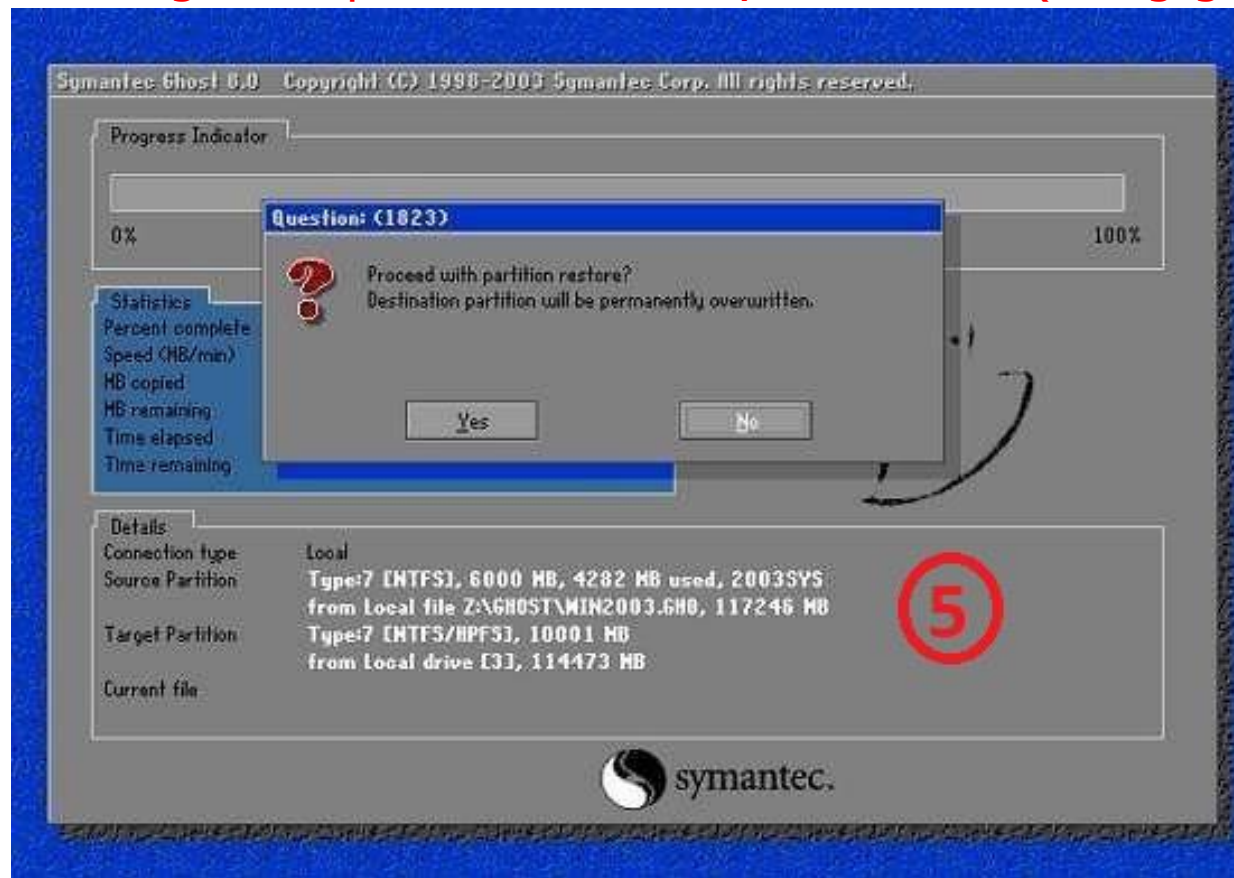 Symantec Ghost 8.0 Copyright (C) 1998-2003 Symantec Corp. All rights reserved.
Progress Indicator
0%
100%
Question: (1823)
Proceed with partition restore?
Destination partition will be permanently overwritten.
Yes
No
Statistics
Percent complete
Speed (MB/min)
MB copied
MB remaining
Time elapsed
Time remaining
Details
Connection type Local
Source Partition Type:7 [NTFS], 6000 MB, 4282 MB used, 2003SYS
from Local file Z:\GHOST\WIN2003.GHO, 117246 MB
Target Partition Type:7 [NTFS/HPFS], 10001 MB
from Local drive [3], 114473 MB
Current file
5
symantec.